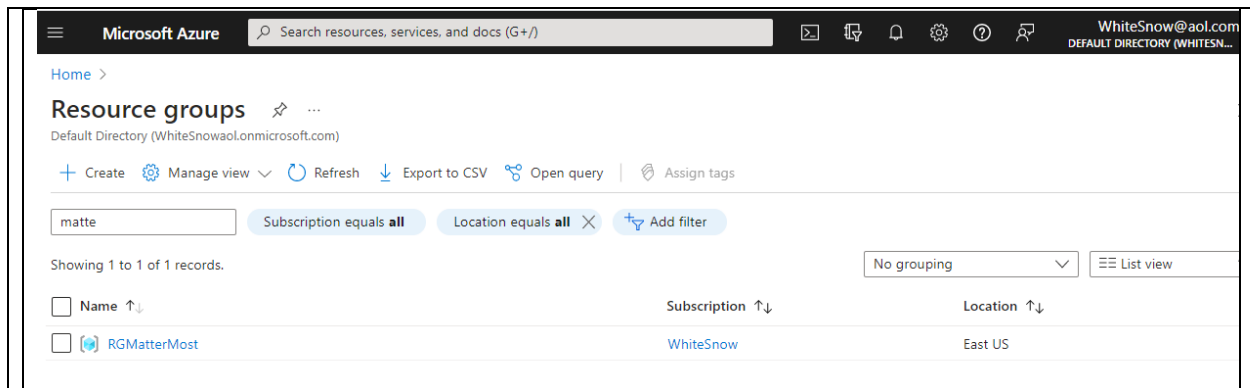 Microsoft Azure Search resources, services, and docs (G+/) WhiteSnow@aol.com
DEFAULT DIRECTORY (WHITESN...
Home >
Resource groups ...
Default Directory (WhiteSnowaol.onmicrosoft.com)
+ Create Manage view Refresh Export to CSV Open query Assign tags
matte Subscription equals all Location equals all Add filter
Showing 1 to 1 of 1 records. No grouping List view
Name Subscription Location
RGMatterMost WhiteSnow East US